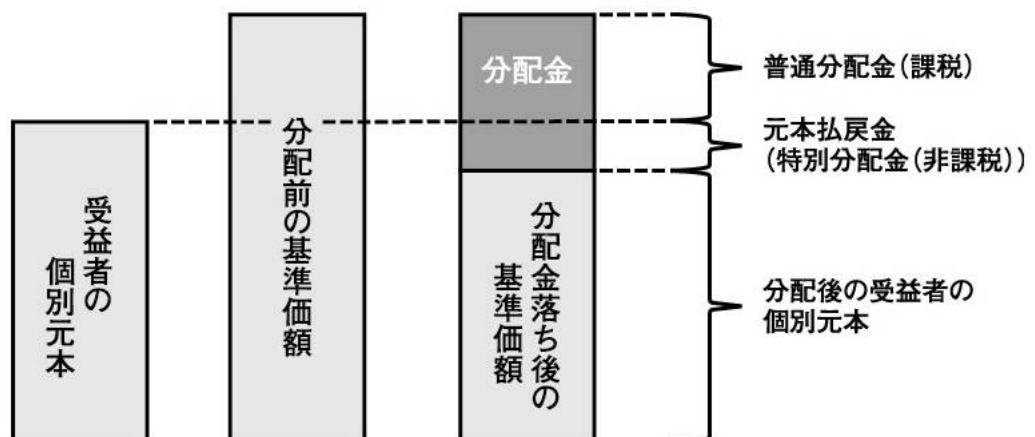 受益者の
個別元本
分配前の基準価額
分配金
分配金落ち後の
基準価額
普通分配金(課税)
元本払戻金
(特別分配金(非課税))
分配後の受益者の
個別元本